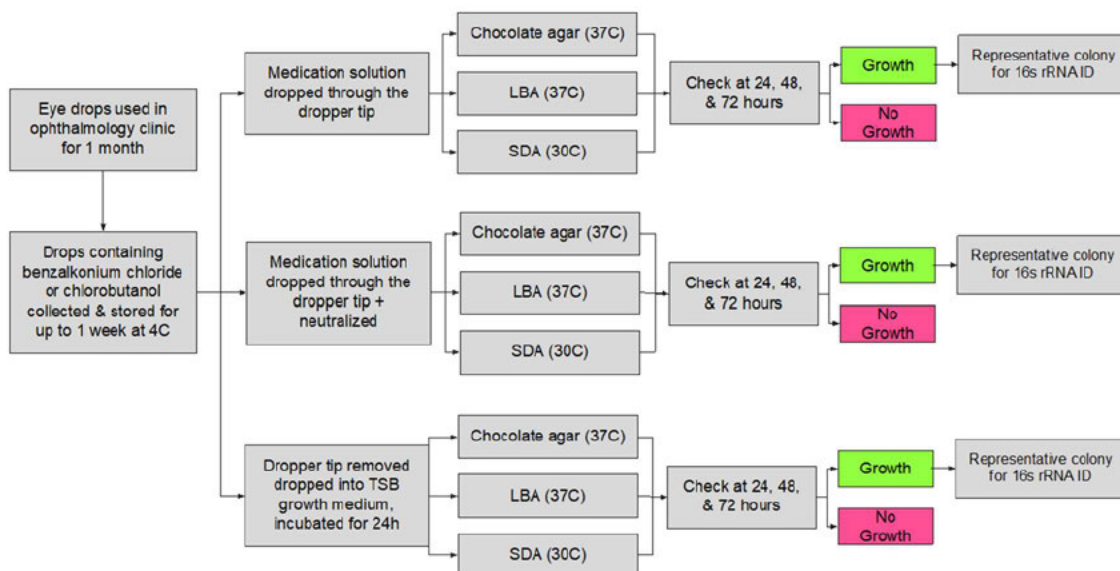 Eye drops used in
ophthalmology clinic
for 1 month
Drops containing
benzalkonium chloride
or chlorobutanol
collected & stored for
up to 1 week at 4C
Medication solution
dropped through the
dropper tip
Chocolate agar (37C)
LBA (37C)
SDA (30C)
Check at 24, 48,
& 72 hours
Growth
No
Growth
Representative colony
for 16s rRNA ID
Medication solution
dropped through the
dropper tip +
neutralized
Chocolate agar (37C)
LBA (37C)
SDA (30C)
Check at 24, 48,
& 72 hours
Growth
No
Growth
Representative colony
for 16s rRNA ID
Dropper tip removed
dropped into TSB
growth medium,
incubated for 24h
Chocolate agar (37C)
LBA (37C)
SDA (30C)
Check at 24, 48,
& 72 hours
Growth
No
Growth
Representative colony
for 16s rRNA ID